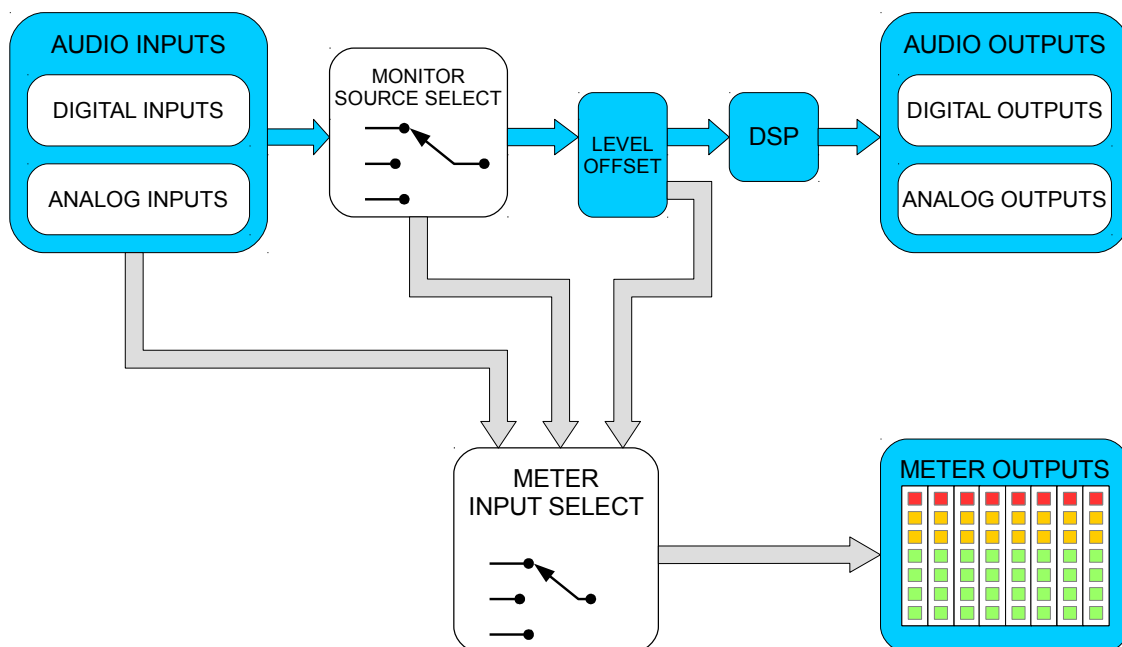 AUDIO INPUTS
DIGITAL INPUTS
ANALOG INPUTS
MONITOR
SOURCE SELECT
LEVEL
OFFSET
DSP
AUDIO OUTPUTS
DIGITAL OUTPUTS
ANALOG OUTPUTS
METER
INPUT SELECT
METER OUTPUTS